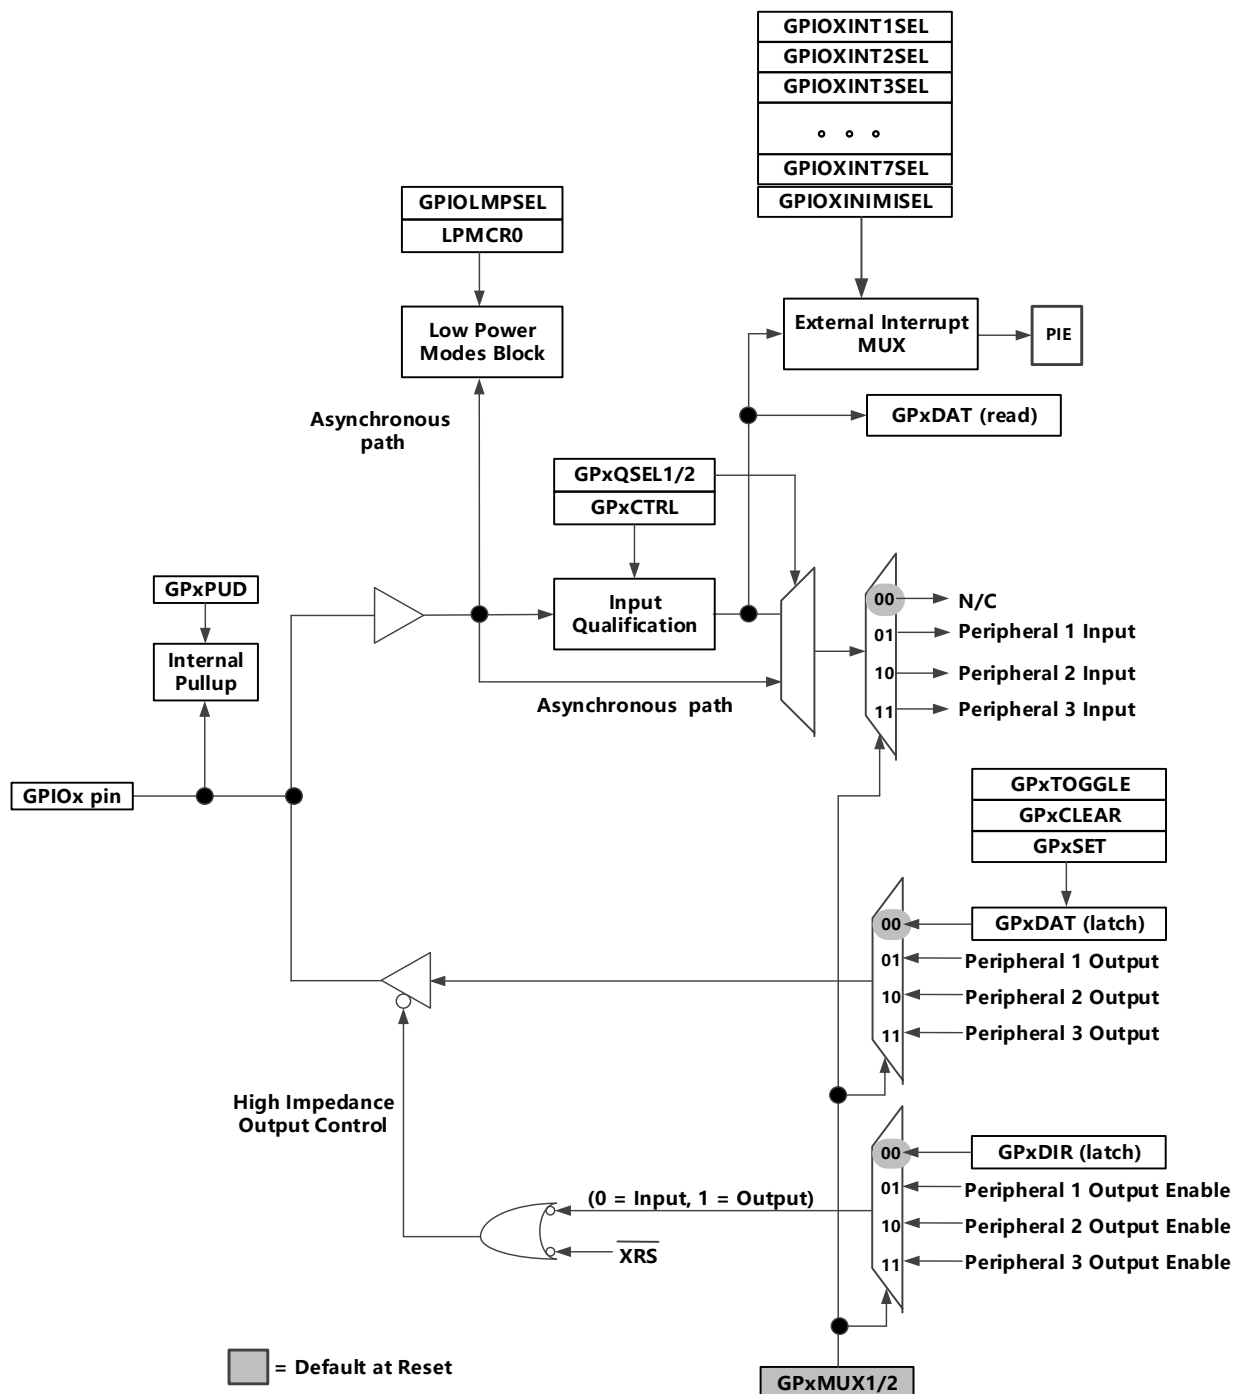 GPIOXINT1SEL
GPIOXINT2SEL
GPIOXINT3SEL
GPIOXINT7SEL
GPIOXINIMISEL
GPIOLMPSEL
LPMCR0
Low Power
Modes Block
External Interrupt
MUX
PIE
Asynchronous
path
GPxDAT (read)
GPxQSEL1/2
GPxCTRL
GPxPUD
Internal
Pullup
Input
Qualification
Asynchronous path
00
N/C
01
Peripheral 1 Input
10
Peripheral 2 Input
11
Peripheral 3 Input
GPIOx pin
GPxTOGGLE
GPxCLEAR
GPxSET
00
GPxDAT (latch)
01
Peripheral 1 Output
10
Peripheral 2 Output
11
Peripheral 3 Output
High Impedance
Output Control
00
GPxDIR (latch)
(0 = Input, 1 = Output)
01
Peripheral 1 Output Enable
10
Peripheral 2 Output Enable
XRS
11
Peripheral 3 Output Enable
= Default at Reset
GPxMUX1/2